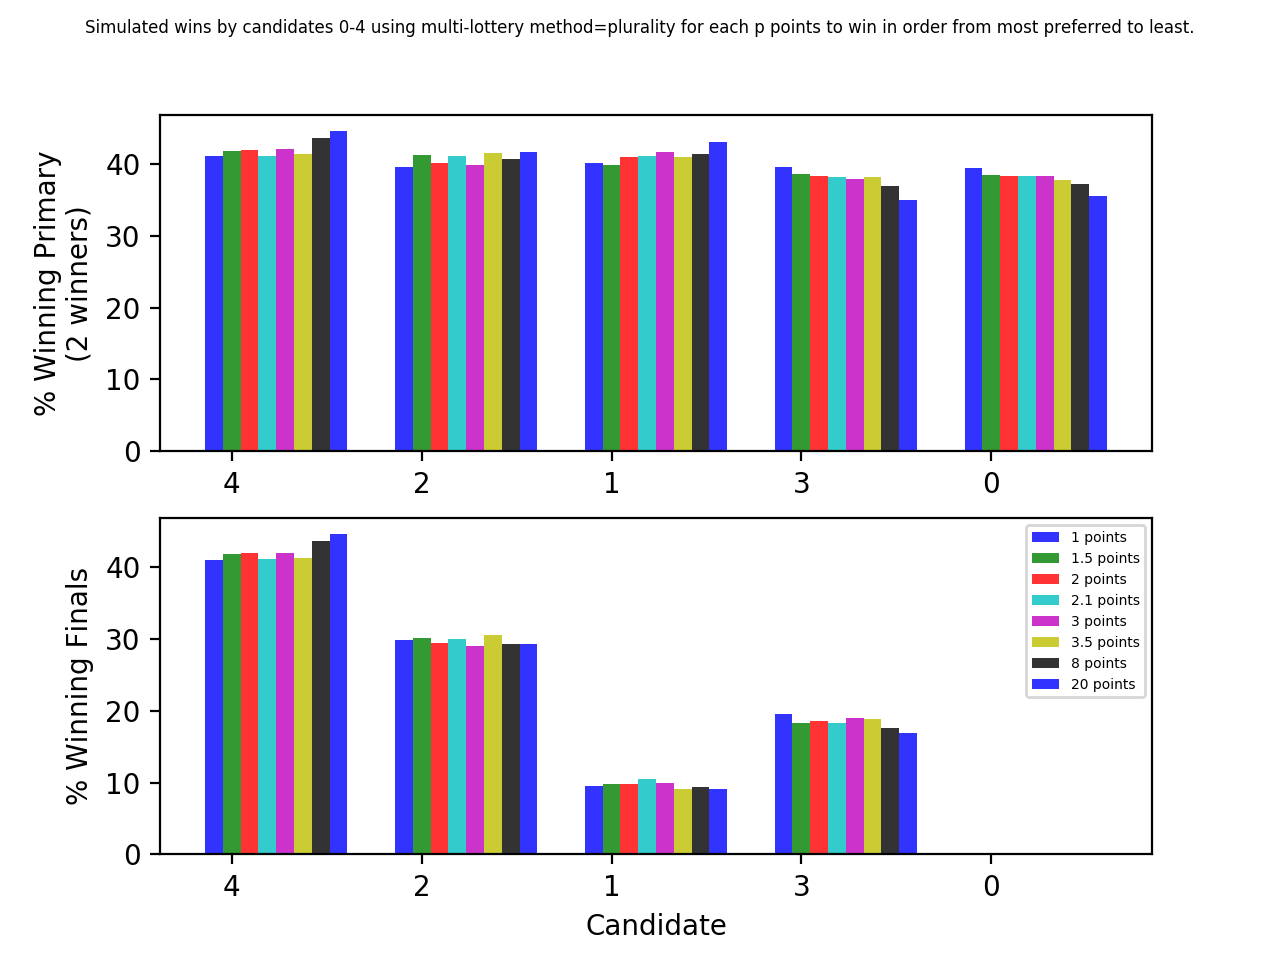 Simulated wins by candidates 0-4 using multi-lottery method=plurality for each p points to win in order from most preferred to least.
% Winning Primary
(2 winners)
40
30
20
10
0
4 2 1 3 0
% Winning Finals
40
30
20
10
0
1 points
1.5 points
2 points
2.1 points
3 points
3.5 points
8 points
20 points
4 2 1 3 0
Candidate